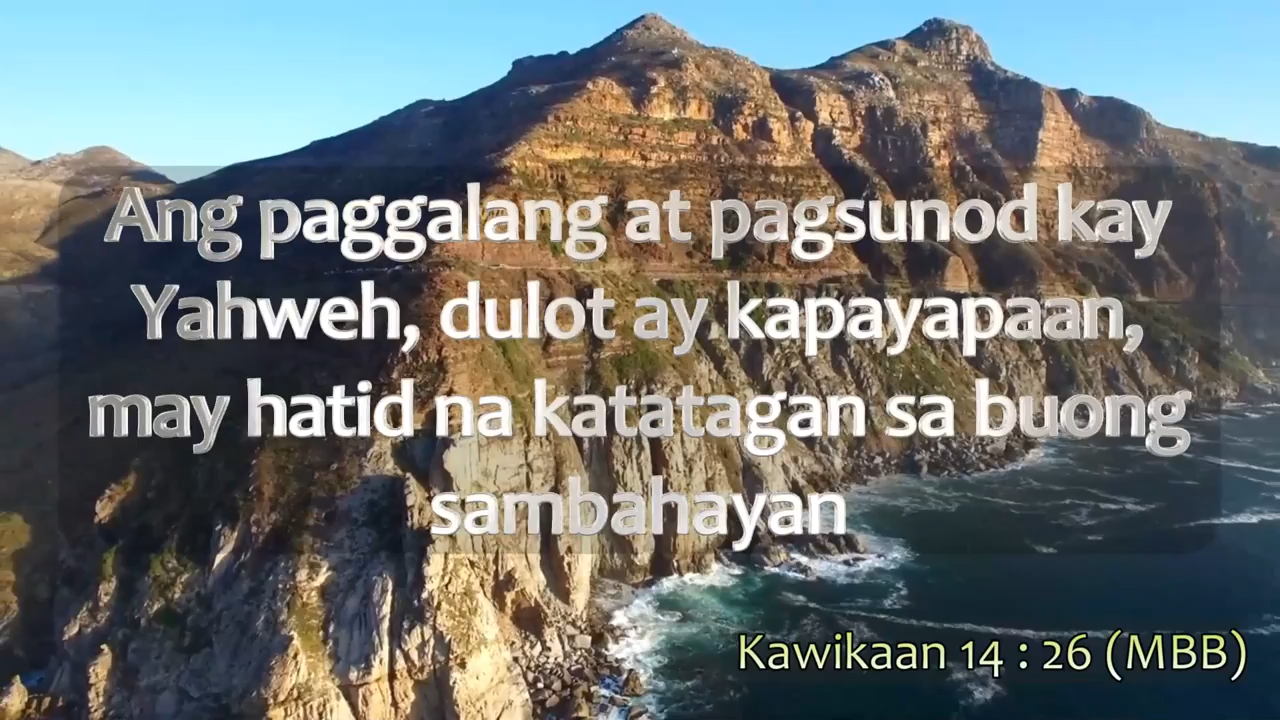 Ang paggalang at pagsunod kay
Yahweh, dulot ay kapayapaan,
may hatid na katatagan sa buong
sambahayan
Kawikaan 14 : 26 (MBB)